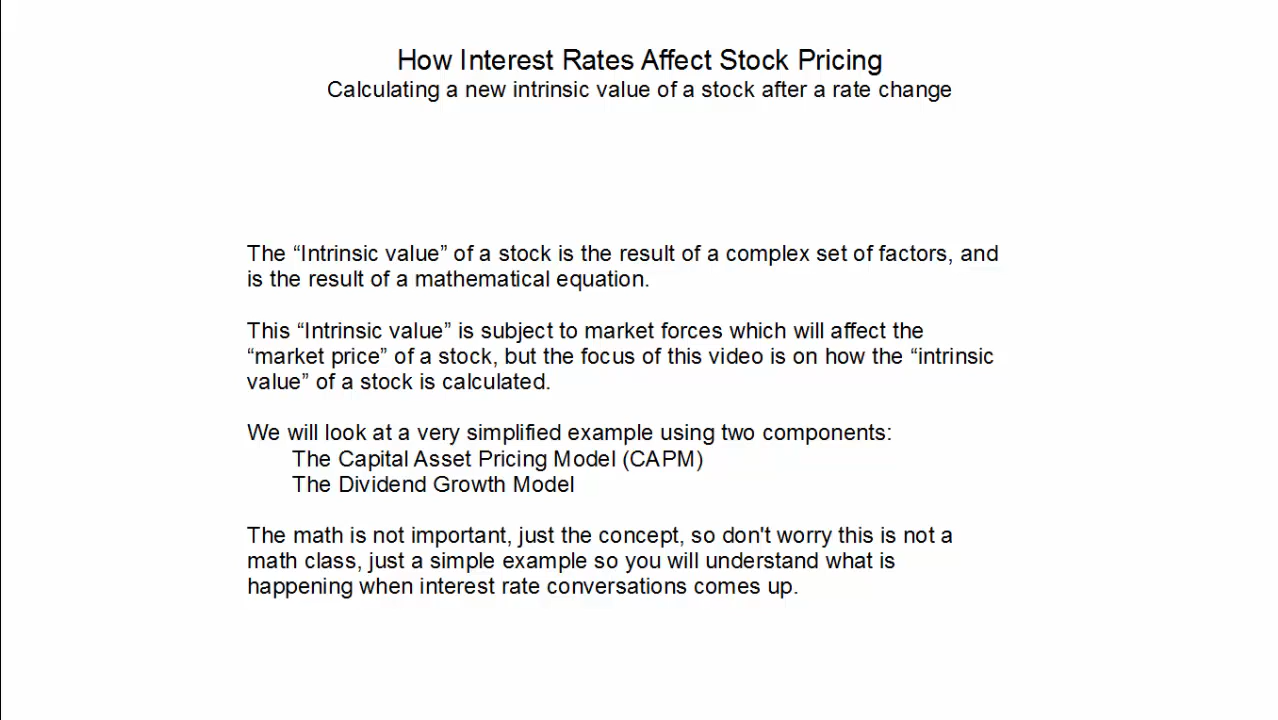 How Interest Rates Affect Stock Pricing
Calculating a new intrinsic value of a stock after a rate change
The “Intrinsic value” of a stock is the result of a complex set of factors, and
is the result of a mathematical equation.
This “Intrinsic value” is subject to market forces which will affect the
“market price” of a stock, but the focus of this video is on how the “intrinsic
value” of a stock is calculated.
We will look at a very simplified example using two components:
The Capital Asset Pricing Model (CAPM)
The Dividend Growth Model
The math is not important, just the concept, so don't worry this is not a
math class, just a simple example so you will understand what is
happening when interest rate conversations comes up.